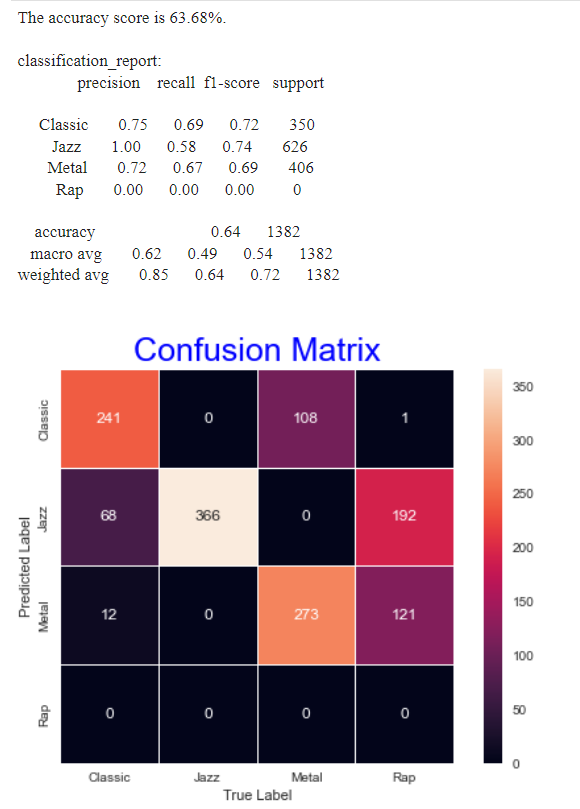 The accuracy score is 63.68%.
classification_report:
precision recall f1-score support
Classic 0.75 0.69 0.72 350
Jazz 1.00 0.58 0.74 626
Metal 0.72 0.67 0.69 406
Rap 0.00 0.00 0.00 0
accuracy 0.64 1382
macro avg 0.62 0.49 0.54 1382
weighted avg 0.85 0.64 0.72 1382
Confusion Matrix
Classic 241 0 108 1
Jazz 68 366 0 192
Metal 12 0 273 121
Rap 0 0 0 0
Classic Jazz Metal Rap
True Label
Predicted Label
350
300
250
200
150
100
50
0